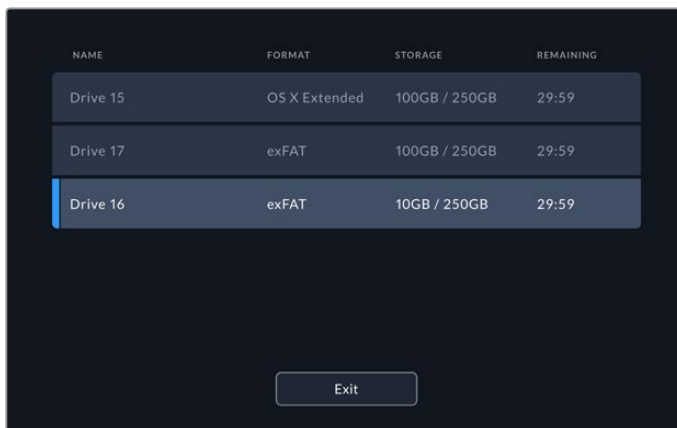 NAME FORMAT STORAGE REMAINING
Drive 15 OS X Extended 100GB / 250GB 29:59
Drive 17 exFAT 100GB / 250GB 29:59
Drive 16 exFAT 10GB / 250GB 29:59
Exit